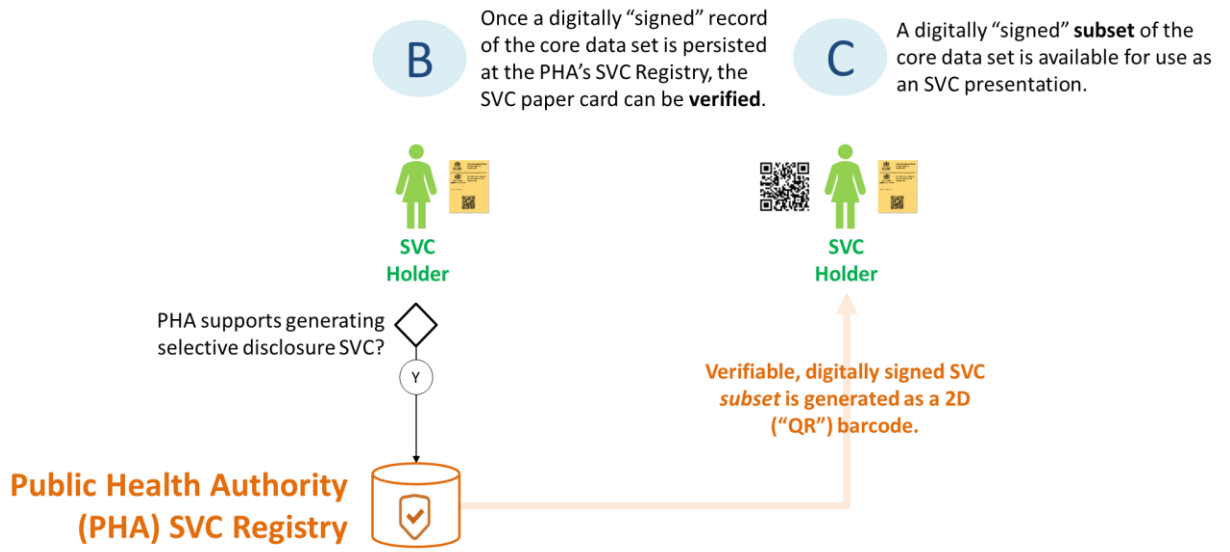 B
Once a digitally “signed” record
of the core data set is persisted
at the PHA’s SVC Registry, the
SVC paper card can be verified.
C
A digitally “signed” subset of the
core data set is available for use as
an SVC presentation.
SVC
Holder
SVC
Holder
PHA supports generating
selective disclosure SVC?
Y
Verifiable, digitally signed SVC
subset is generated as a 2D
(“QR”) barcode.
Public Health Authority
(PHA) SVC Registry